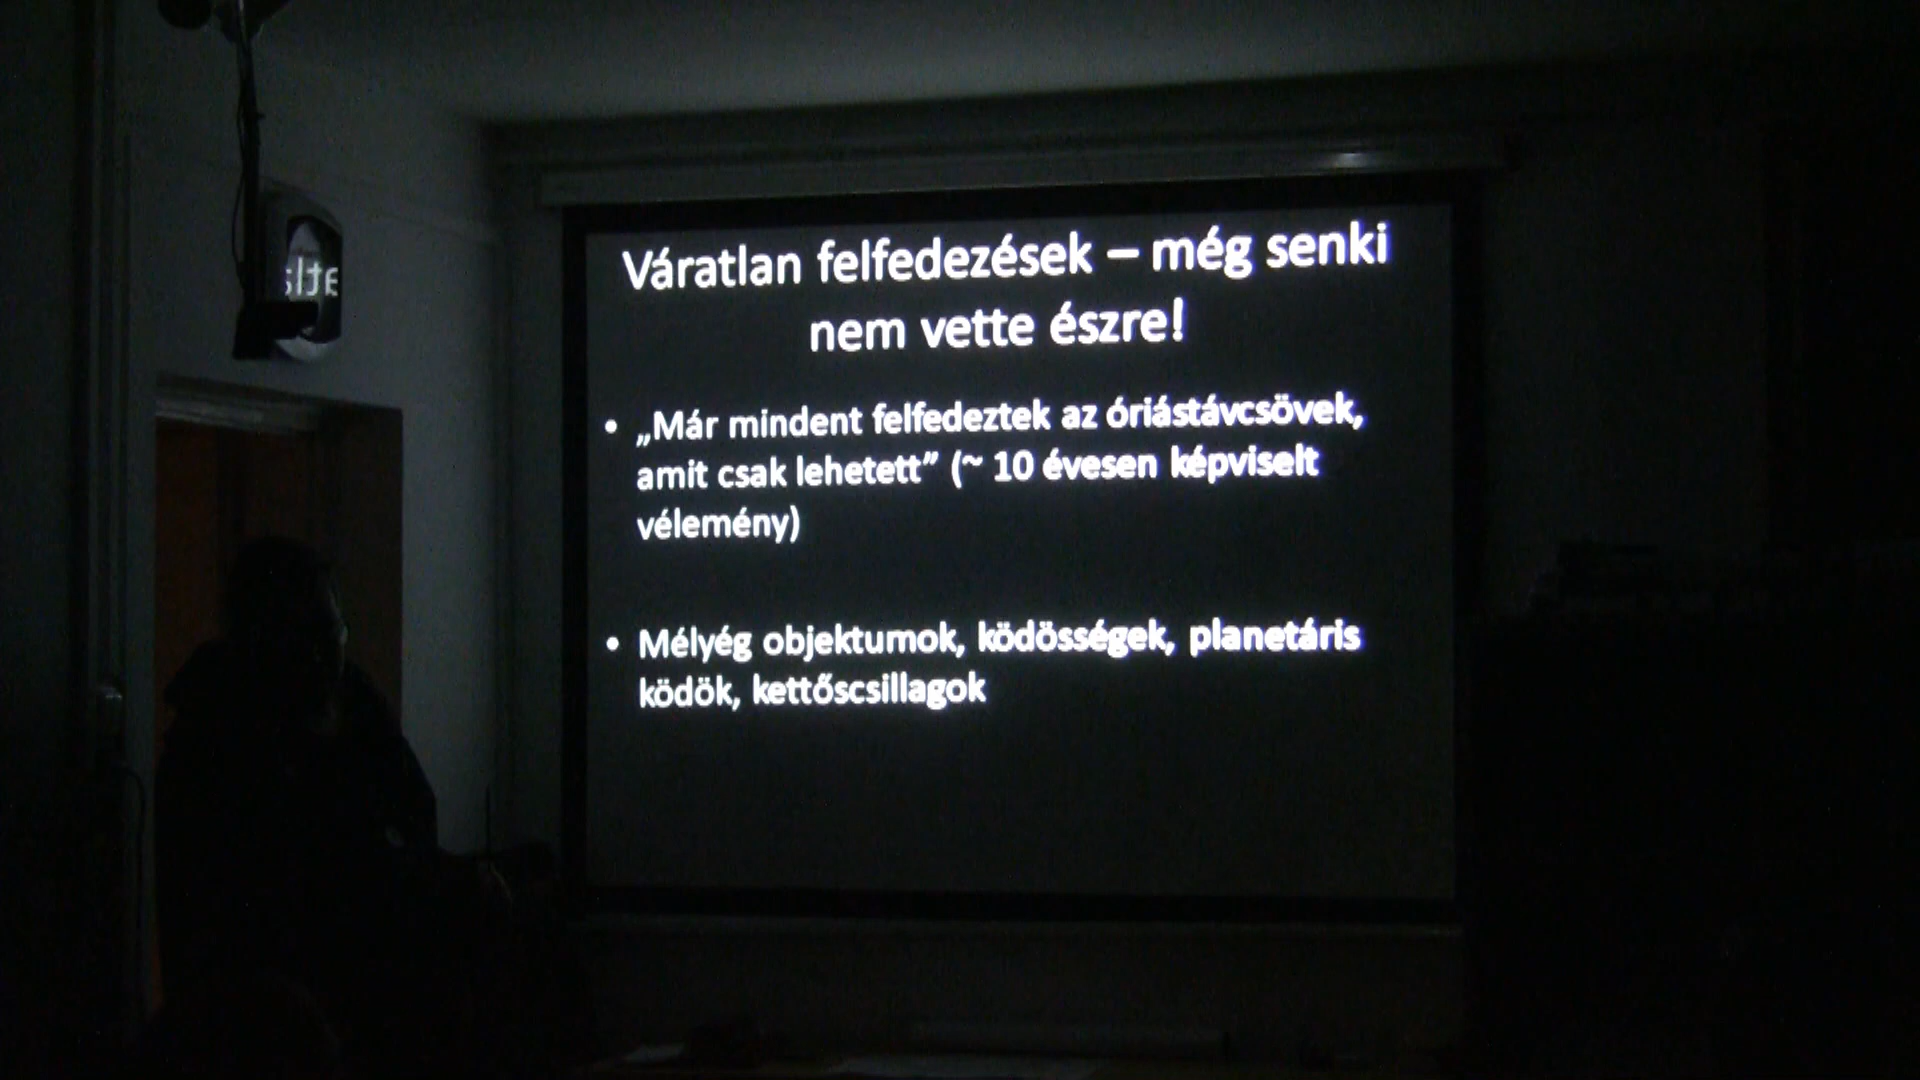 Váratlan felfedezések – még senki
nem vette észre!
• „Már mindent felfedeztek az óriástávcsövek,
amit csak lehetett” (~ 10 évesen képviselt
vélemény)
• Mélyég objektumok, ködösségek, planetáris
ködök, kettőscsillagok